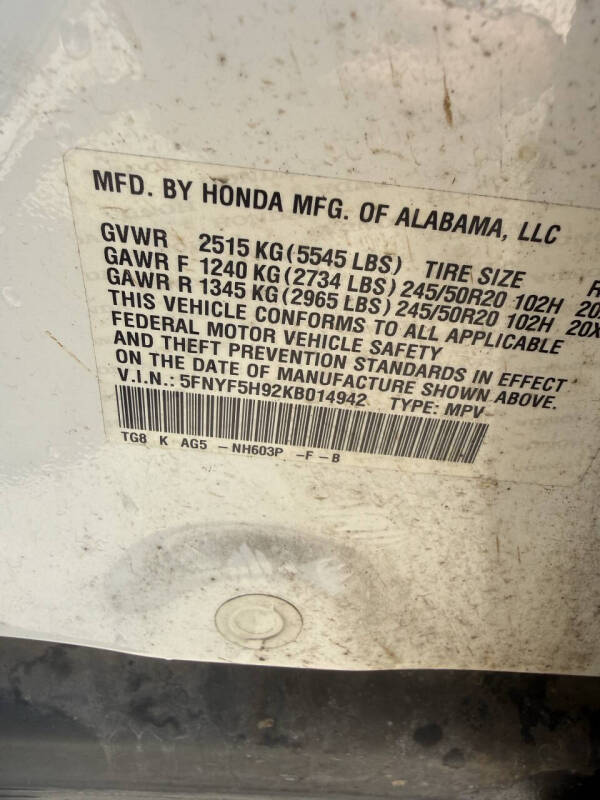 MFD. BY HONDA MFG. OF ALABAMA, LLC
GVWR 2515 KG (5545 LBS) TIRE SIZE R
GAWR F 1240 KG (2734 LBS) 245/50R20 102H 20
GAWR R 1345 KG (2965 LBS) 245/50R20 102H 20X
THIS VEHICLE CONFORMS TO ALL APPLICABLE
FEDERAL MOTOR VEHICLE SAFETY
AND THEFT PREVENTION STANDARDS IN EFFECT
ON THE DATE OF MANUFACTURE SHOWN ABOVE.
V.I.N.: 5FNYF5H92KB014942 TYPE: MPV
TG8 K AG5 -NH603P -F-B